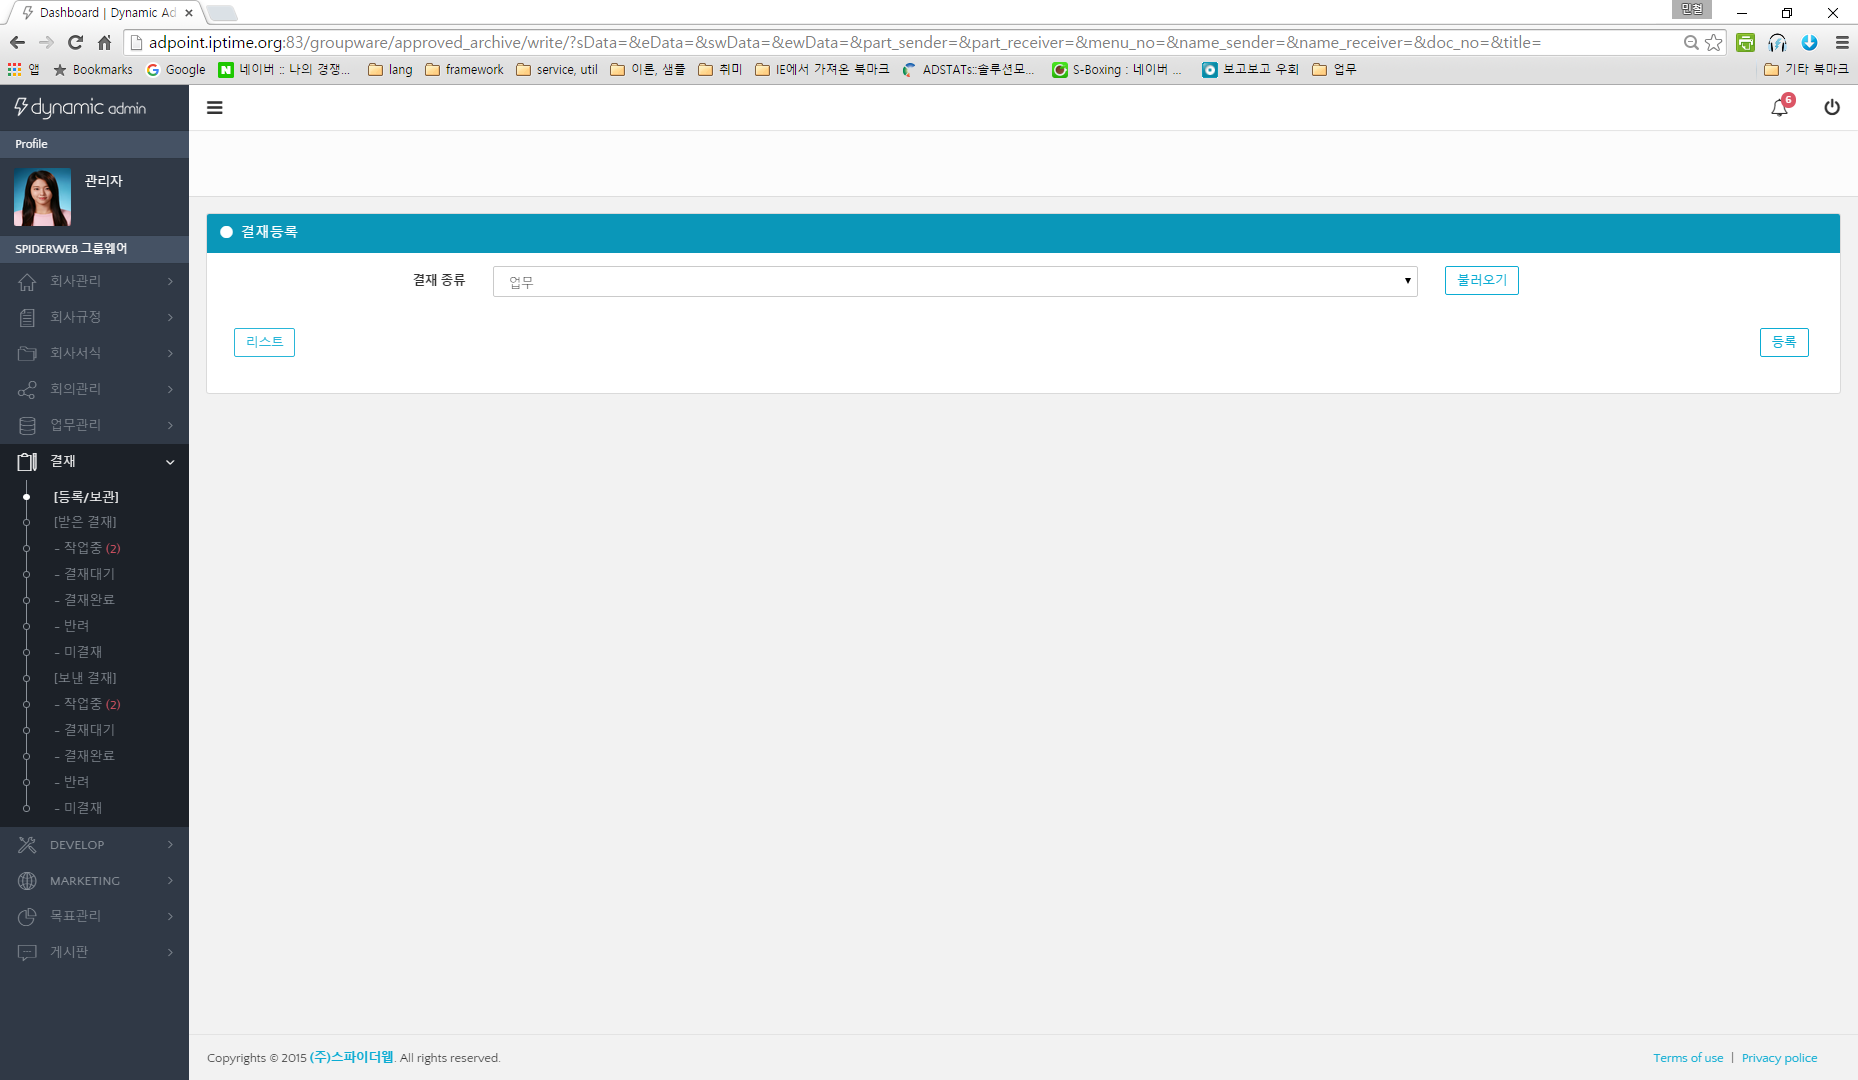 Dashboard | Dynamic Ad
민철
adpoint.iptime.org:83/groupware/approved_archive/write/?sData=&eData=&swData=&ewData=&part_sender=&part_receiver=&menu_no=&name_sender=&name_receiver=&doc_no=&title=
앱 Bookmarks Google 네이버 :: 나의 경쟁... lang framework service, util 이론, 샘플 취미 IE에서 가져온 북마크 ADSTATs::솔루션모... S-Boxing : 네이버 ... 보고보고 우회 업무 기타 북마크
dynamic admin
6
Profile
관리자
SPIDERWEB 그룹웨어
회사관리
회사규정
회사서식
회의관리
업무관리
결재
[등록/보관]
[받은 결재]
- 작업중 (2)
- 결재대기
- 결재완료
- 반려
- 미결재
[보낸 결재]
- 작업중 (2)
- 결재대기
- 결재완료
- 반려
- 미결재
DEVELOP
MARKETING
목표관리
게시판
결재등록
결재 종류 업무 불러오기
리스트 등록
Copyrights © 2015 (주)스파이더웹. All rights reserved.
Terms of use | Privacy police